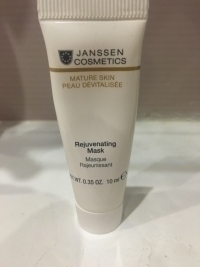 JANSSEN
COSMETICS
MATURE SKIN
PEAU DÉVITALISÉE
Rejuvenating
Mask
Masque
Rajeunissant
WT. 0.35 OZ. 10 ml ℮